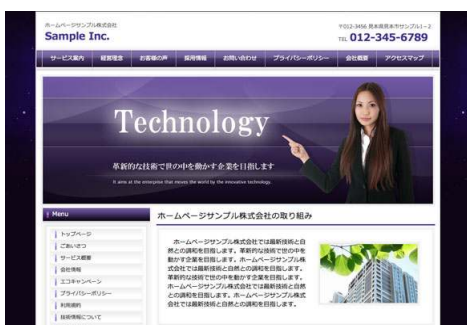 ホームページサンプル株式会社
Sample Inc.
〒012-3456 見本県見本市サンプル1-2
TEL 012-345-6789
サービス案内 経営理念 お客様の声 採用情報 お問い合わせ プライバシーポリシー 会社概要 アクセスマップ
Technology
革新的な技術で世の中を動かす企業を目指します
It aims at the enterprise that moves the world by the innovative technology.
Menu
トップページ
ごあいさつ
サービス概要
会社情報
エコキャンペーン
プライバシーポリシー
利用規約
技術情報について
ホームページサンプル株式会社の取り組み
ホームページサンプル株式会社では最新技術と自
然との調和を目指します。革新的な技術で世の中を
動かす企業を目指します。ホームページサンプル株
式会社では最新技術と自然との調和を目指します。
革新的な技術で世の中を動かす企業を目指します。
ホームページサンプル株式会社では最新技術と自然
との調和を目指します。ホームページサンプル株式
会社では最新技術と自然との調和を目指します。